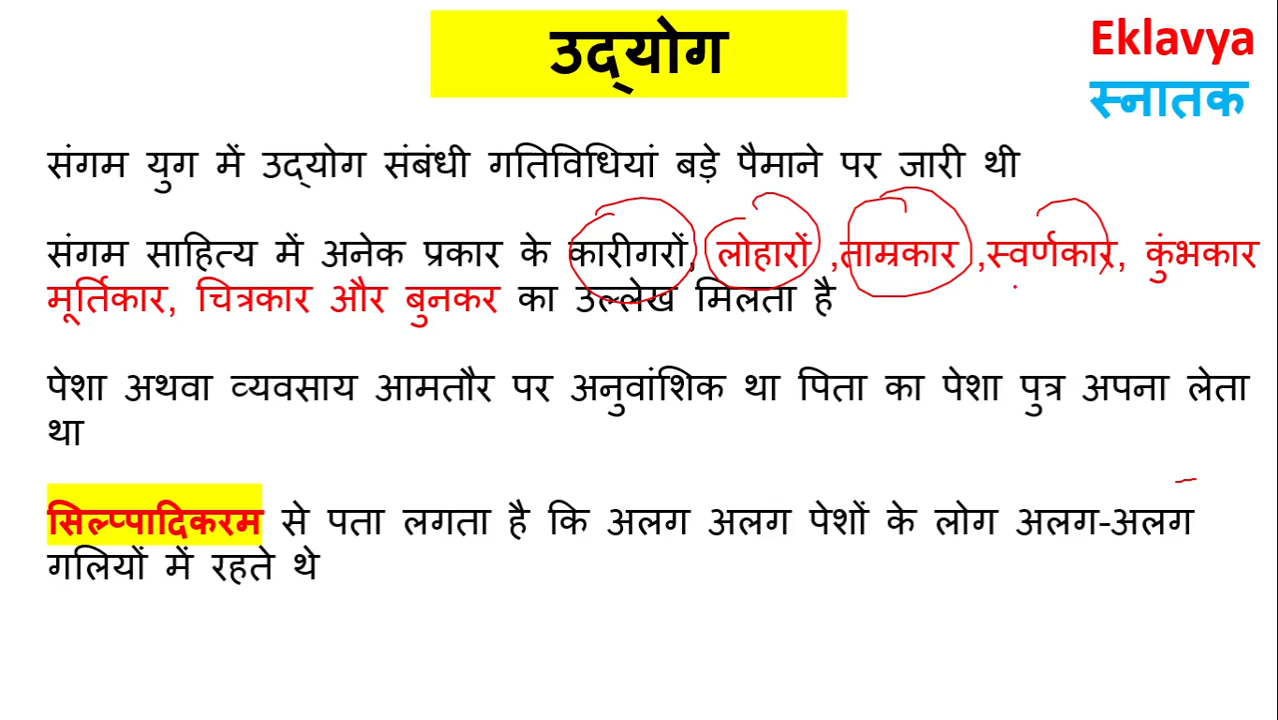 उद्योग
Eklavya
स्नातक
संगम युग में उद्योग संबंधी गतिविधियां बड़े पैमाने पर जारी थी
संगम साहित्य में अनेक प्रकार के कारीगरों, लोहारों ,ताम्रकार ,स्वर्णकार, कुंभकार
मूर्तिकार, चित्रकार और बुनकर का उल्लेख मिलता है
पेशा अथवा व्यवसाय आमतौर पर अनुवांशिक था पिता का पेशा पुत्र अपना लेता
था
सिल्प्पादिकरम से पता लगता है कि अलग अलग पेशों के लोग अलग-अलग
गलियों में रहते थे